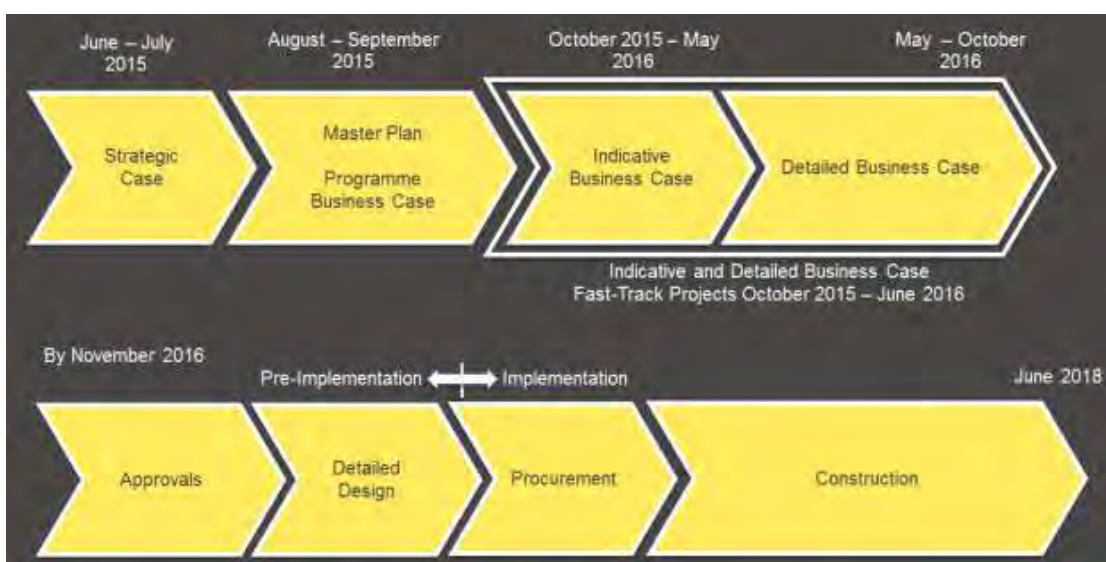 June – July
2015
August – September
2015
October 2015 – May
2016
May – October
2016
Strategic
Case
Master Plan
Programme
Business Case
Indicative
Business Case
Detailed Business Case
Indicative and Detailed Business Case
Fast-Track Projects October 2015 – June 2016
By November 2016
Pre-Implementation
Implementation
June 2018
Approvals
Detailed
Design
Procurement
Construction